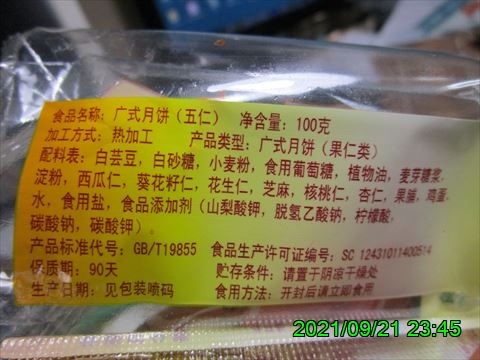 食品名称：广式月饼（五仁） 净含量：100克
加工方式：热加工 产品类型：广式月饼（果仁类）
配料表：白芸豆，白砂糖，小麦粉，食用葡萄糖，植物油，麦芽糖浆，
淀粉，西瓜仁，葵花籽仁，花生仁，芝麻，核桃仁，杏仁，果脯，鸡蛋，
水，食用盐，食品添加剂（山梨酸钾，脱氢乙酸钠，柠檬酸，
碳酸钠，碳酸钾）。
产品标准代号：GB/T19855 食品生产许可证编号：SC 12431011400514
保质期：90天 贮存条件：请置于阴凉干燥处
生产日期：见包装喷码 食用方法：开封后请立即食用
2021/09/21 23:45